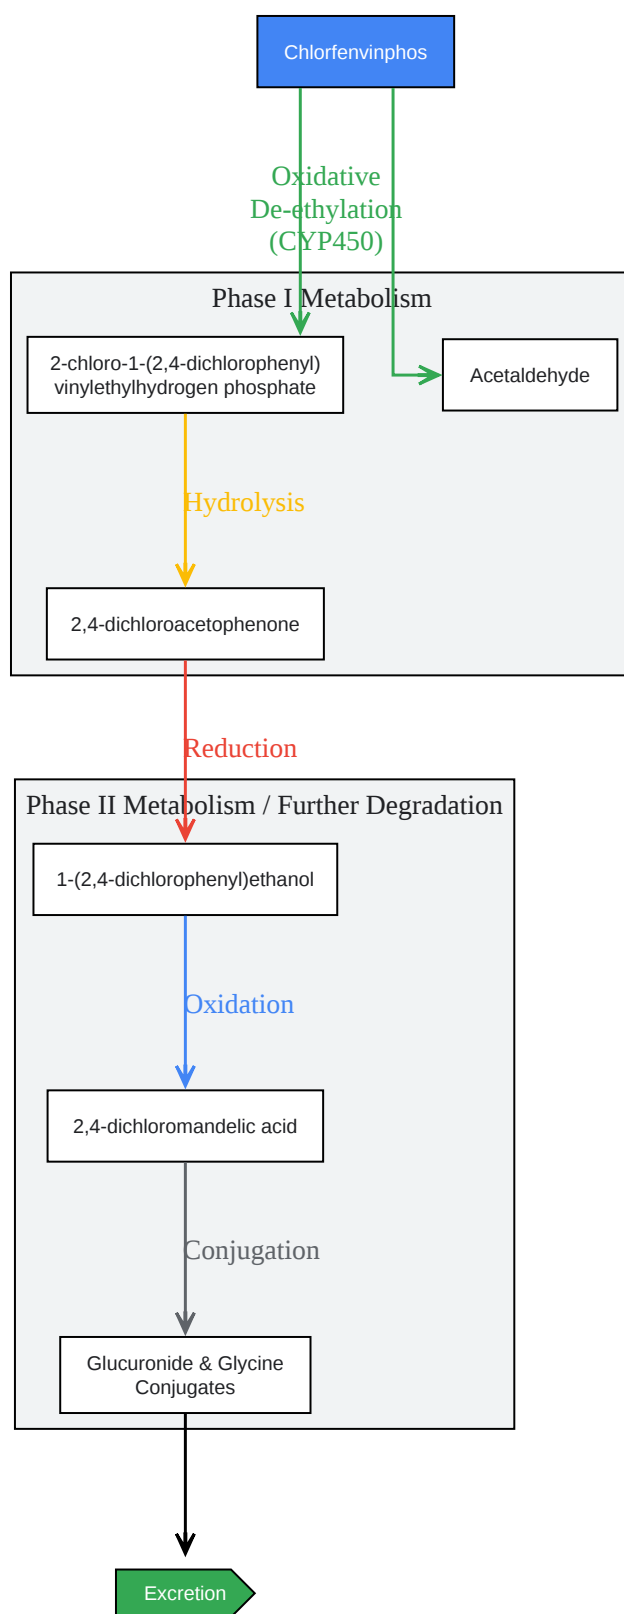 Chlorfenvinphos
Oxidative
De-ethylation
(CYP450)
Phase I Metabolism
2-chloro-1-(2,4-dichlorophenyl)
vinylethylhydrogen phosphate
Acetaldehyde
Hydrolysis
2,4-dichloroacetophenone
Reduction
Phase II Metabolism / Further Degradation
1-(2,4-dichlorophenyl)ethanol
Oxidation
2,4-dichloromandelic acid
Conjugation
Glucuronide & Glycine
Conjugates
Excretion